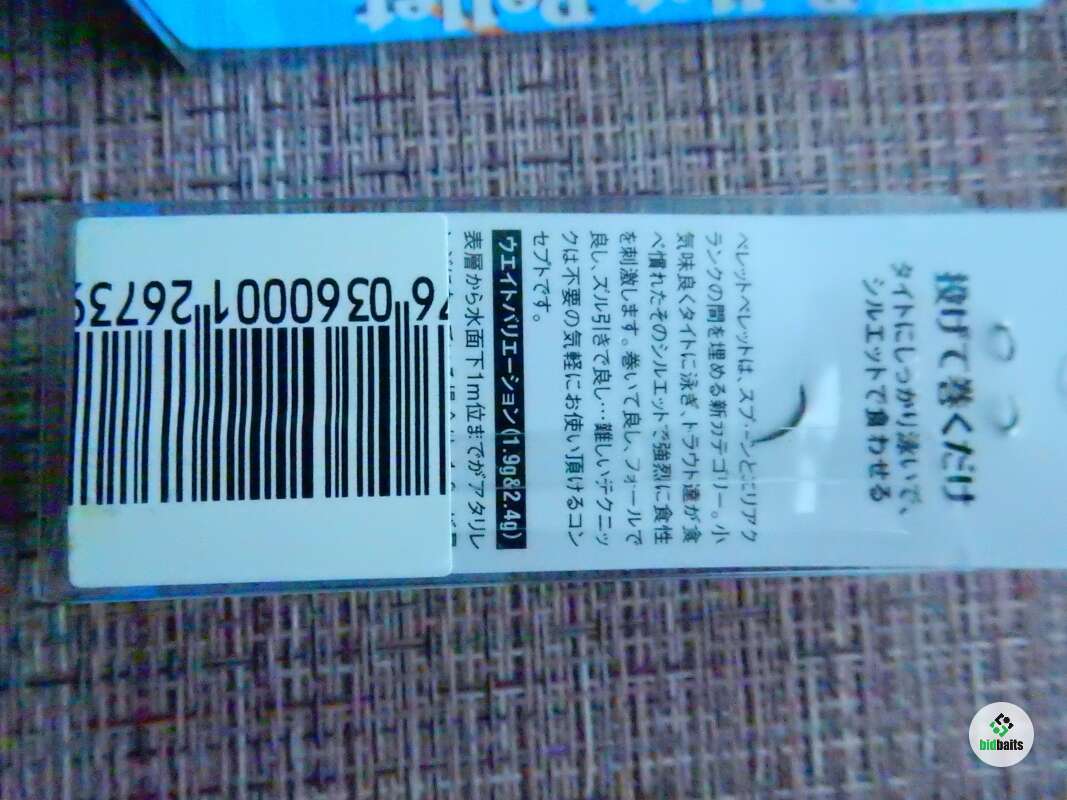 Pellet
投げて巻くだけ
タイトにしっかり泳いで、
シルエットで食わせる
ペレットペレットは、スプーンとミリアク
ランクの間を埋める新カテゴリー。小
気味良くタイトに泳ぎ、トラウト達が食
べ慣れたそのシルエットで強烈に食性
を刺激します。巻いて良し、フォールで
良し、ズル引きで良し…難しいテクニッ
クは不要の気軽にお使い頂けるコン
セプトです。
ウエイトバリエーション(1.9g&2.4g)
表層から水面下1m位までがアタリレ
bidbaits